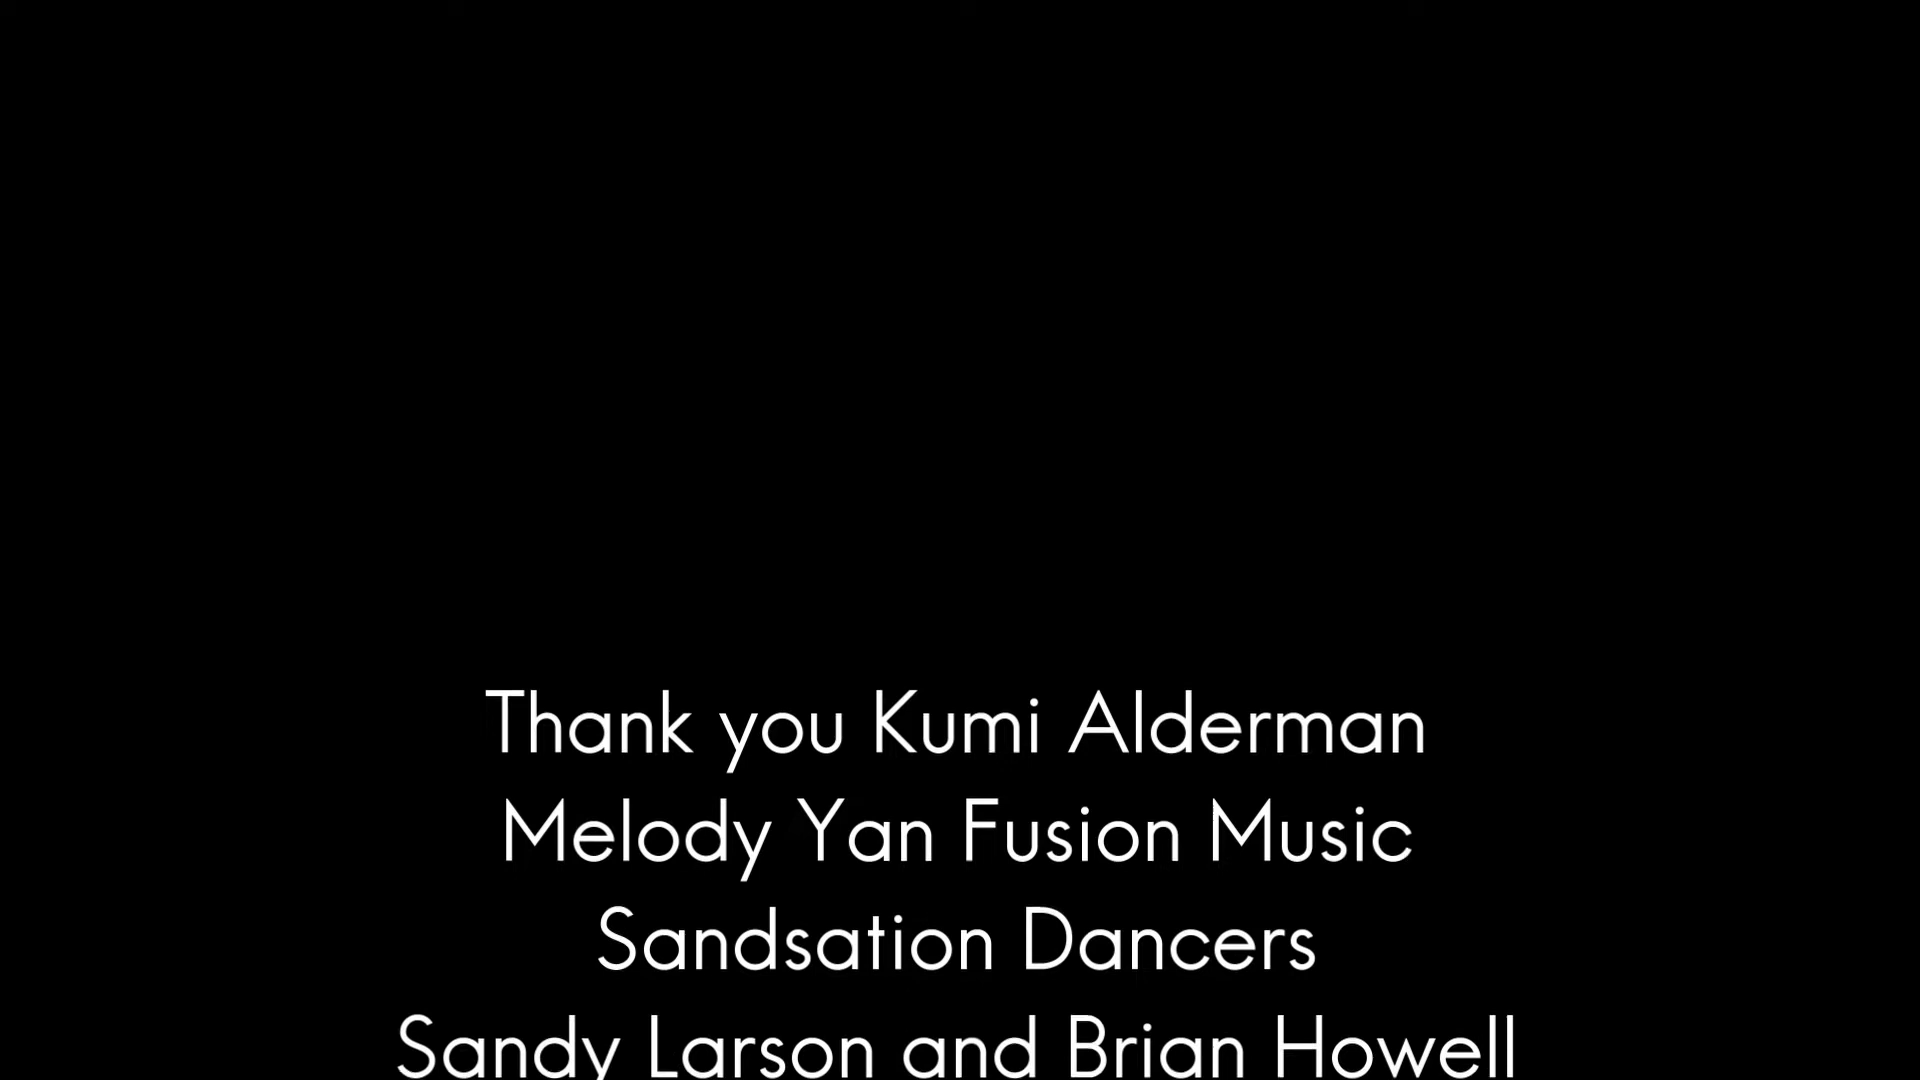 Thank you Kumi Alderman
Melody Yan Fusion Music
Sandsation Dancers
Sandy Larson and Brian Howell